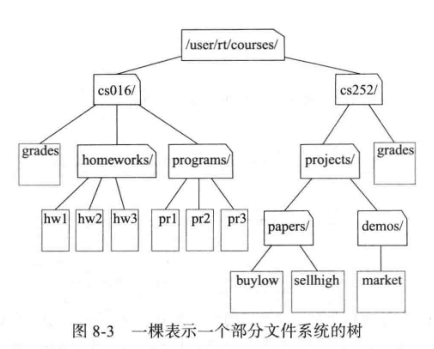 /user/rt/courses/
cs016/ cs252/
grades homeworks/ programs/ projects/ grades
hw1 hw2 hw3 pr1 pr2 pr3 papers/ demos/
buylow sellhigh market
图 8-3 一棵表示一个部分文件系统的树